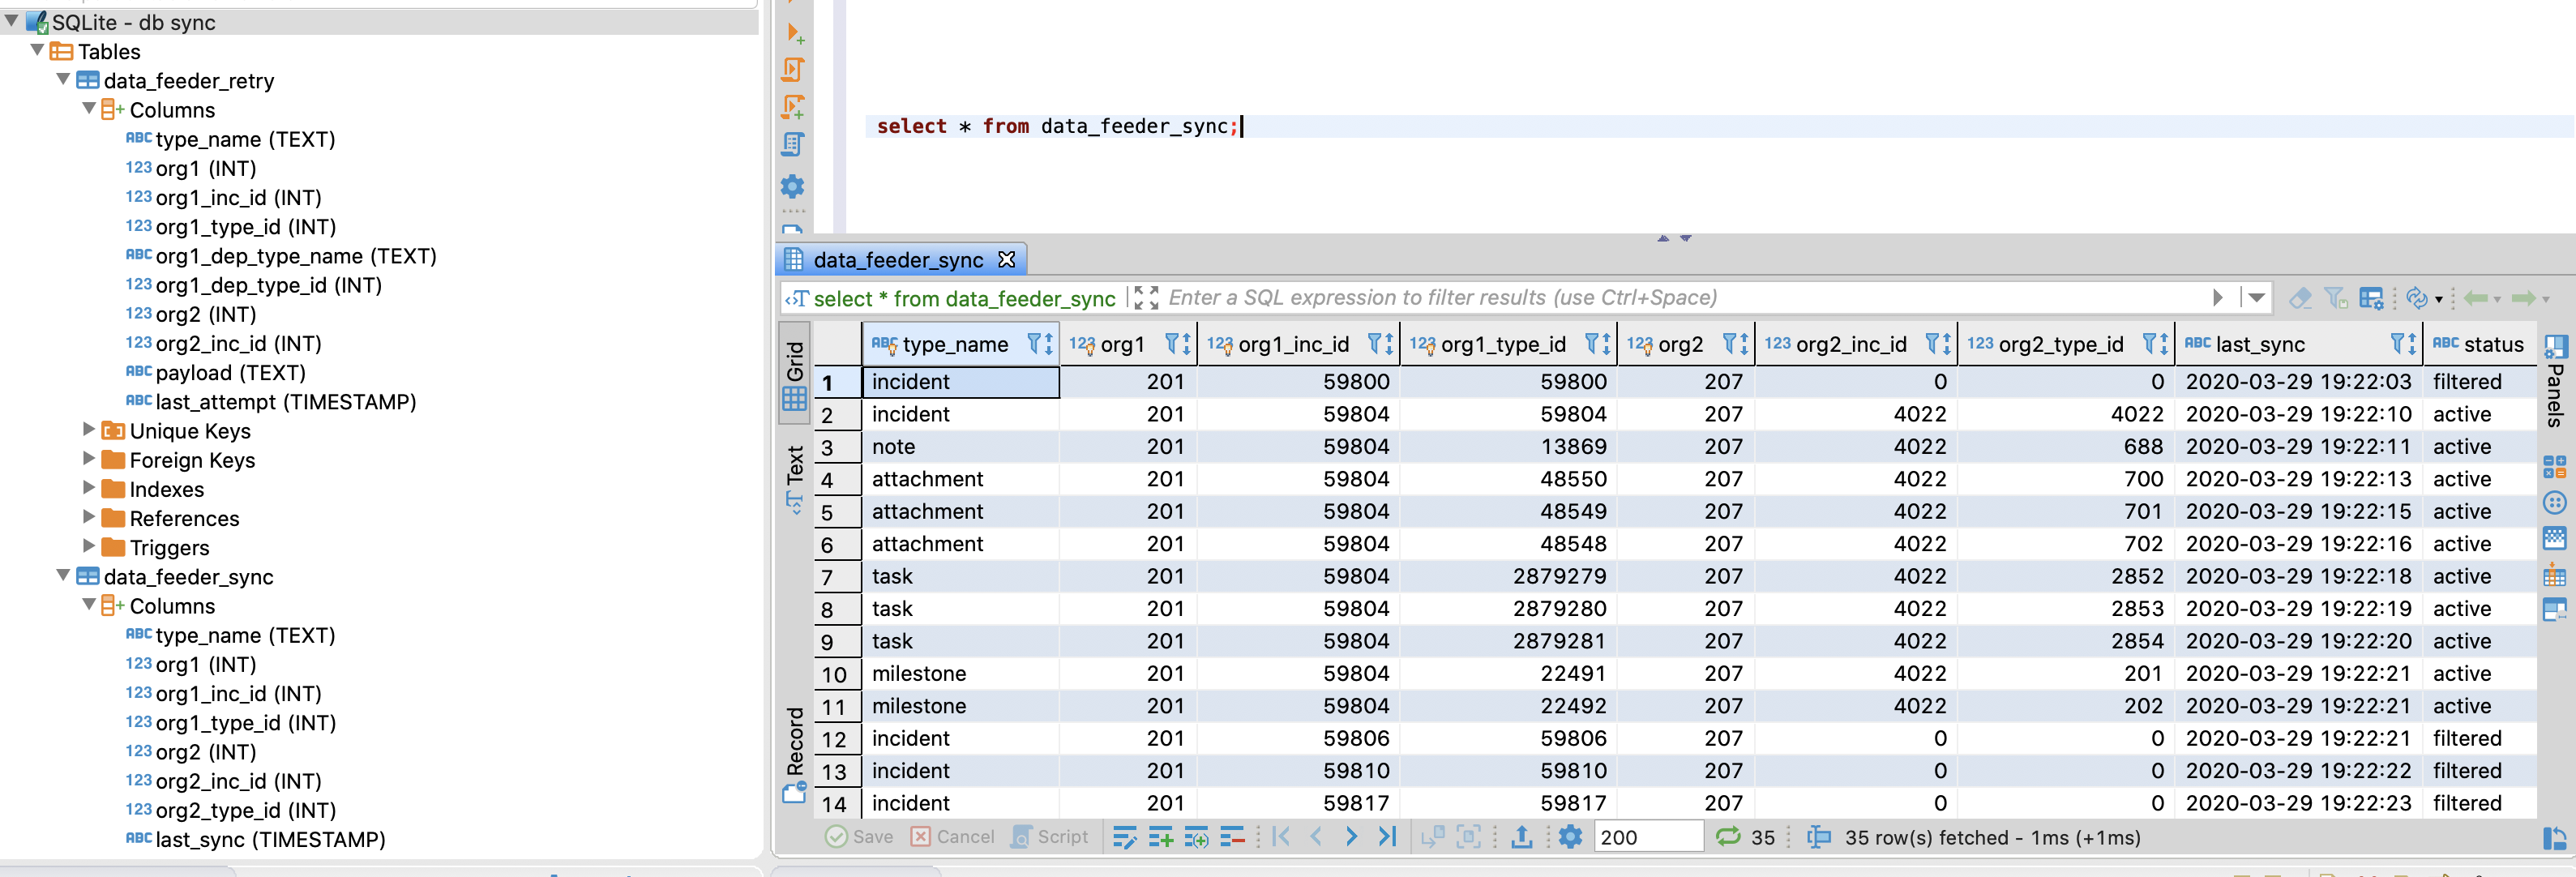 SQLite - db sync
Tables
data_feeder_retry
Columns
ABC type_name (TEXT)
123 org1 (INT)
123 org1_inc_id (INT)
123 org1_type_id (INT)
ABC org1_dep_type_name (TEXT)
123 org1_dep_type_id (INT)
123 org2 (INT)
123 org2_inc_id (INT)
ABC payload (TEXT)
ABC last_attempt (TIMESTAMP)
Unique Keys
Foreign Keys
Indexes
References
Triggers
data_feeder_sync
Columns
ABC type_name (TEXT)
123 org1 (INT)
123 org1_inc_id (INT)
123 org1_type_id (INT)
123 org2 (INT)
123 org2_inc_id (INT)
123 org2_type_id (INT)
ABC last_sync (TIMESTAMP)
select * from data_feeder_sync;
data_feeder_sync
select * from data_feeder_sync Enter a SQL expression to filter results (use Ctrl+Space)
Grid
Text
Record
Panels
ABC type_name 123 org1 123 org1_inc_id 123 org1_type_id 123 org2 123 org2_inc_id 123 org2_type_id ABC last_sync ABC status
1 incident 201 59800 59800 207 0 0 2020-03-29 19:22:03 filtered
2 incident 201 59804 59804 207 4022 4022 2020-03-29 19:22:10 active
3 note 201 59804 13869 207 4022 688 2020-03-29 19:22:11 active
4 attachment 201 59804 48550 207 4022 700 2020-03-29 19:22:13 active
5 attachment 201 59804 48549 207 4022 701 2020-03-29 19:22:15 active
6 attachment 201 59804 48548 207 4022 702 2020-03-29 19:22:16 active
7 task 201 59804 2879279 207 4022 2852 2020-03-29 19:22:18 active
8 task 201 59804 2879280 207 4022 2853 2020-03-29 19:22:19 active
9 task 201 59804 2879281 207 4022 2854 2020-03-29 19:22:20 active
10 milestone 201 59804 22491 207 4022 201 2020-03-29 19:22:21 active
11 milestone 201 59804 22492 207 4022 202 2020-03-29 19:22:21 active
12 incident 201 59806 59806 207 0 0 2020-03-29 19:22:21 filtered
13 incident 201 59810 59810 207 0 0 2020-03-29 19:22:22 filtered
14 incident 201 59817 59817 207 0 0 2020-03-29 19:22:23 filtered
Save Cancel Script 200 35 35 row(s) fetched - 1ms (+1ms)